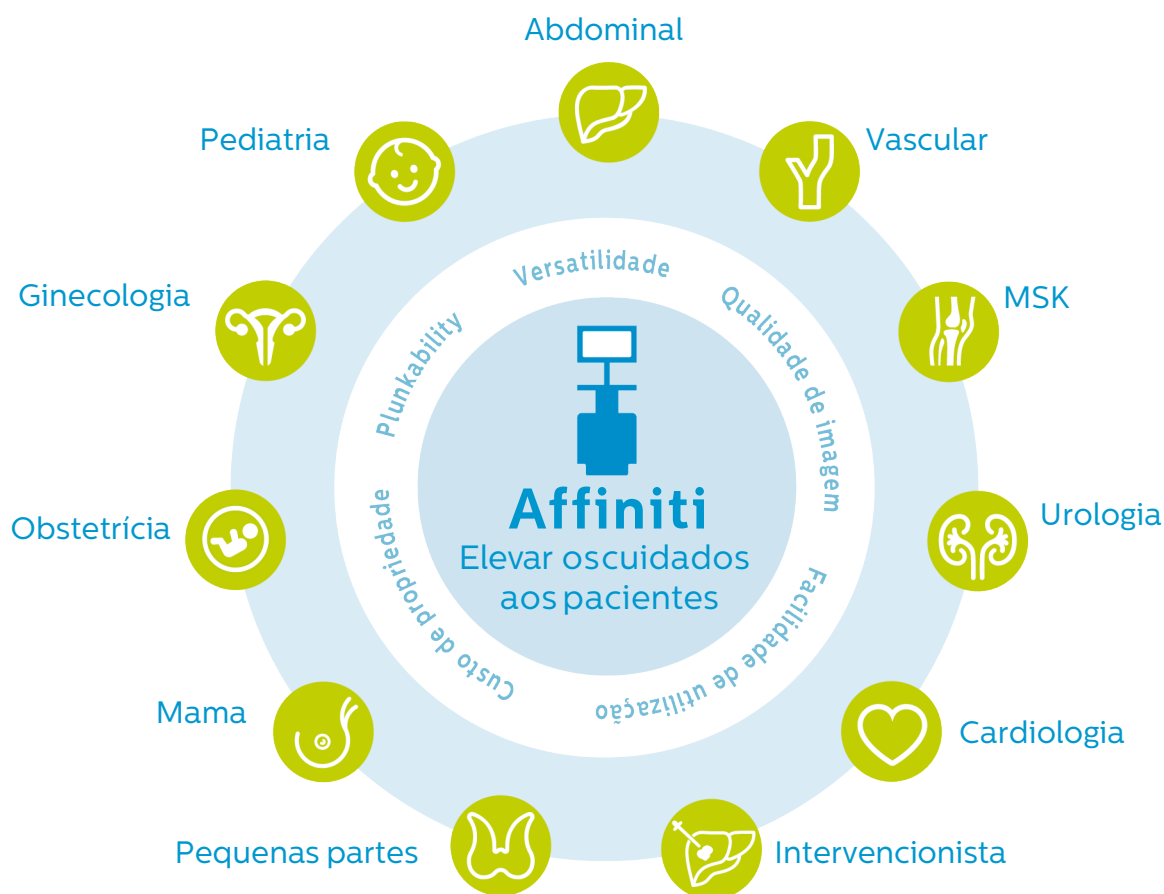 Abdominal
Pediatria
Vascular
Ginecologia
MSK
Versatilidade
Plunkability
Qualidade de imagem
Affiniti
Elevar oscuidados
aos pacientes
Custo de propriedade
Facilidade de utilização
Obstetrícia
Urologia
Mama
Cardiologia
Pequenas partes
Intervencionista